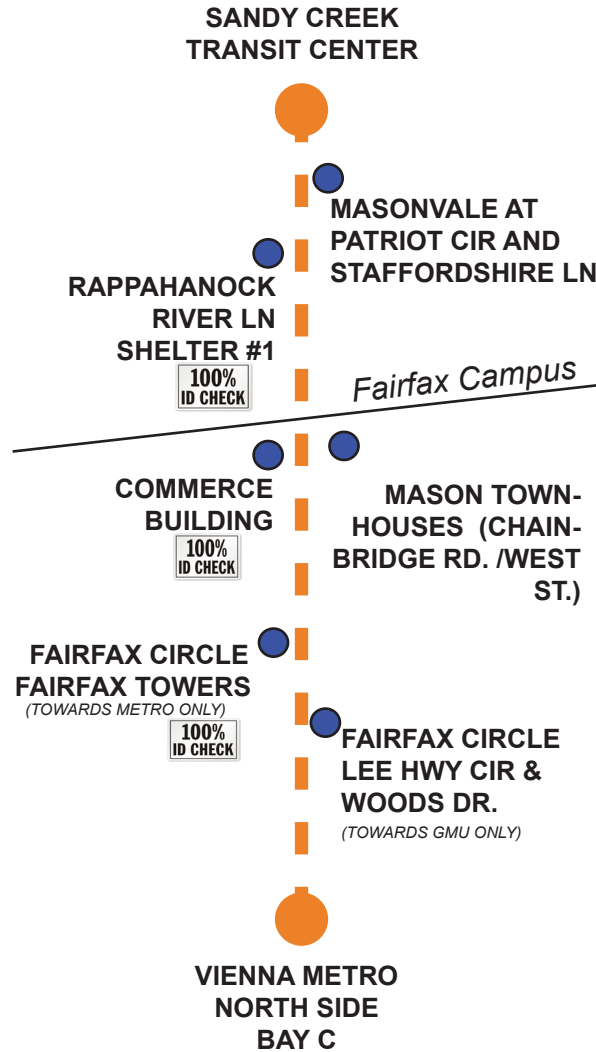 SANDY CREEK
TRANSIT CENTER
MASONVALE AT
PATRIOT CIR AND
STAFFORDSHIRE LN
RAPPAHANOCK
RIVER LN
SHELTER #1
100%
ID CHECK
Fairfax Campus
COMMERCE
BUILDING
100%
ID CHECK
MASON TOWN-
HOUSES (CHAIN-
BRIDGE RD. /WEST
ST.)
FAIRFAX CIRCLE
FAIRFAX TOWERS
(TOWARDS METRO ONLY)
100%
ID CHECK
FAIRFAX CIRCLE
LEE HWY CIR &
WOODS DR.
(TOWARDS GMU ONLY)
VIENNA METRO
NORTH SIDE
BAY C